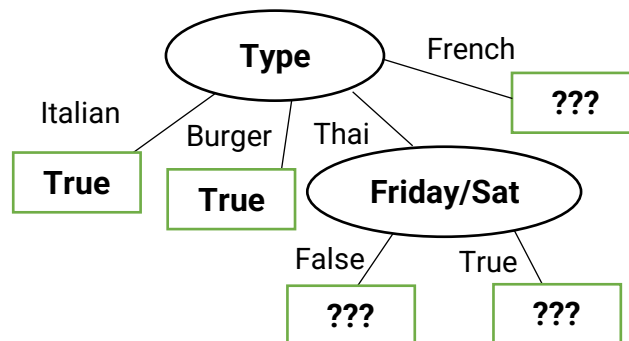 Type
French
???
Italian
Burger
Thai
True
True
Friday/Sat
False
True
???
???